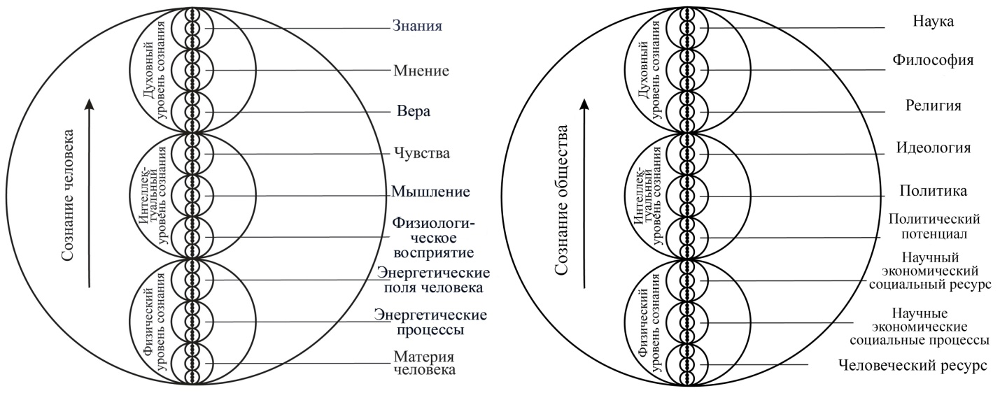 Сознание человека
Духовный
уровень сознания
Интеллек-
туальный
уровень сознания
Физический
уровень сознания
Знания
Мнение
Вера
Чувства
Мышление
Физиологи-
ческое
восприятие
Энергетические
поля человека
Энергетические
процессы
Материя
человека
Сознание общества
Духовный
уровень сознания
Интеллек-
туальный
уровень сознания
Физический
уровень сознания
Наука
Философия
Религия
Идеология
Политика
Политический
потенциал
Научный
экономический
социальный ресурс
Научные
экономические
социальные процессы
Человеческий ресурс